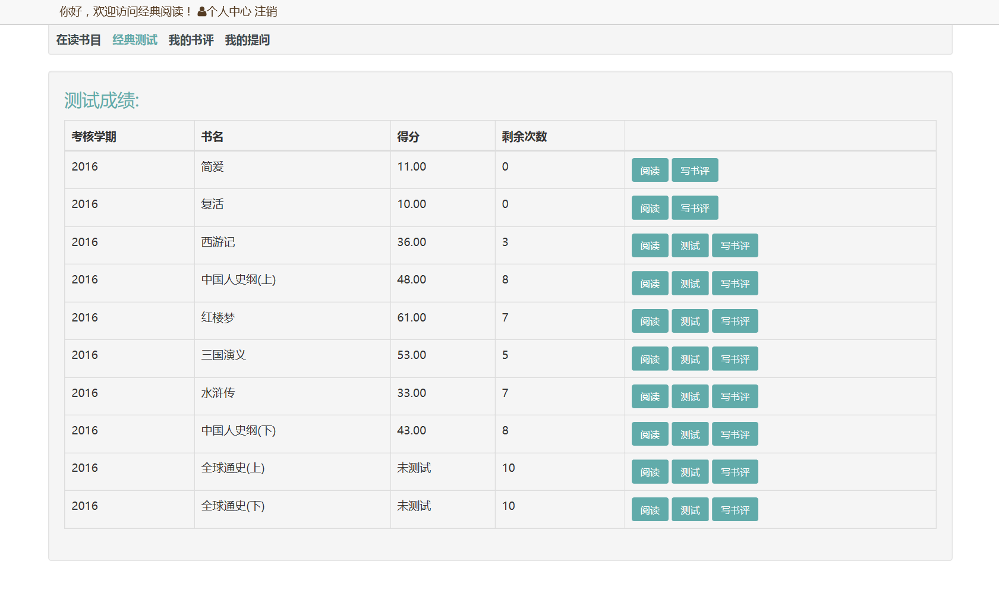 你好，欢迎访问经典阅读！ 个人中心 注销
在读书目 经典测试 我的书评 我的提问
测试成绩:
考核学期 书名 得分 剩余次数
2016 简爱 11.00 0 阅读 写书评
2016 复活 10.00 0 阅读 写书评
2016 西游记 36.00 3 阅读 测试 写书评
2016 中国人史纲(上) 48.00 8 阅读 测试 写书评
2016 红楼梦 61.00 7 阅读 测试 写书评
2016 三国演义 53.00 5 阅读 测试 写书评
2016 水浒传 33.00 7 阅读 测试 写书评
2016 中国人史纲(下) 43.00 8 阅读 测试 写书评
2016 全球通史(上) 未测试 10 阅读 测试 写书评
2016 全球通史(下) 未测试 10 阅读 测试 写书评